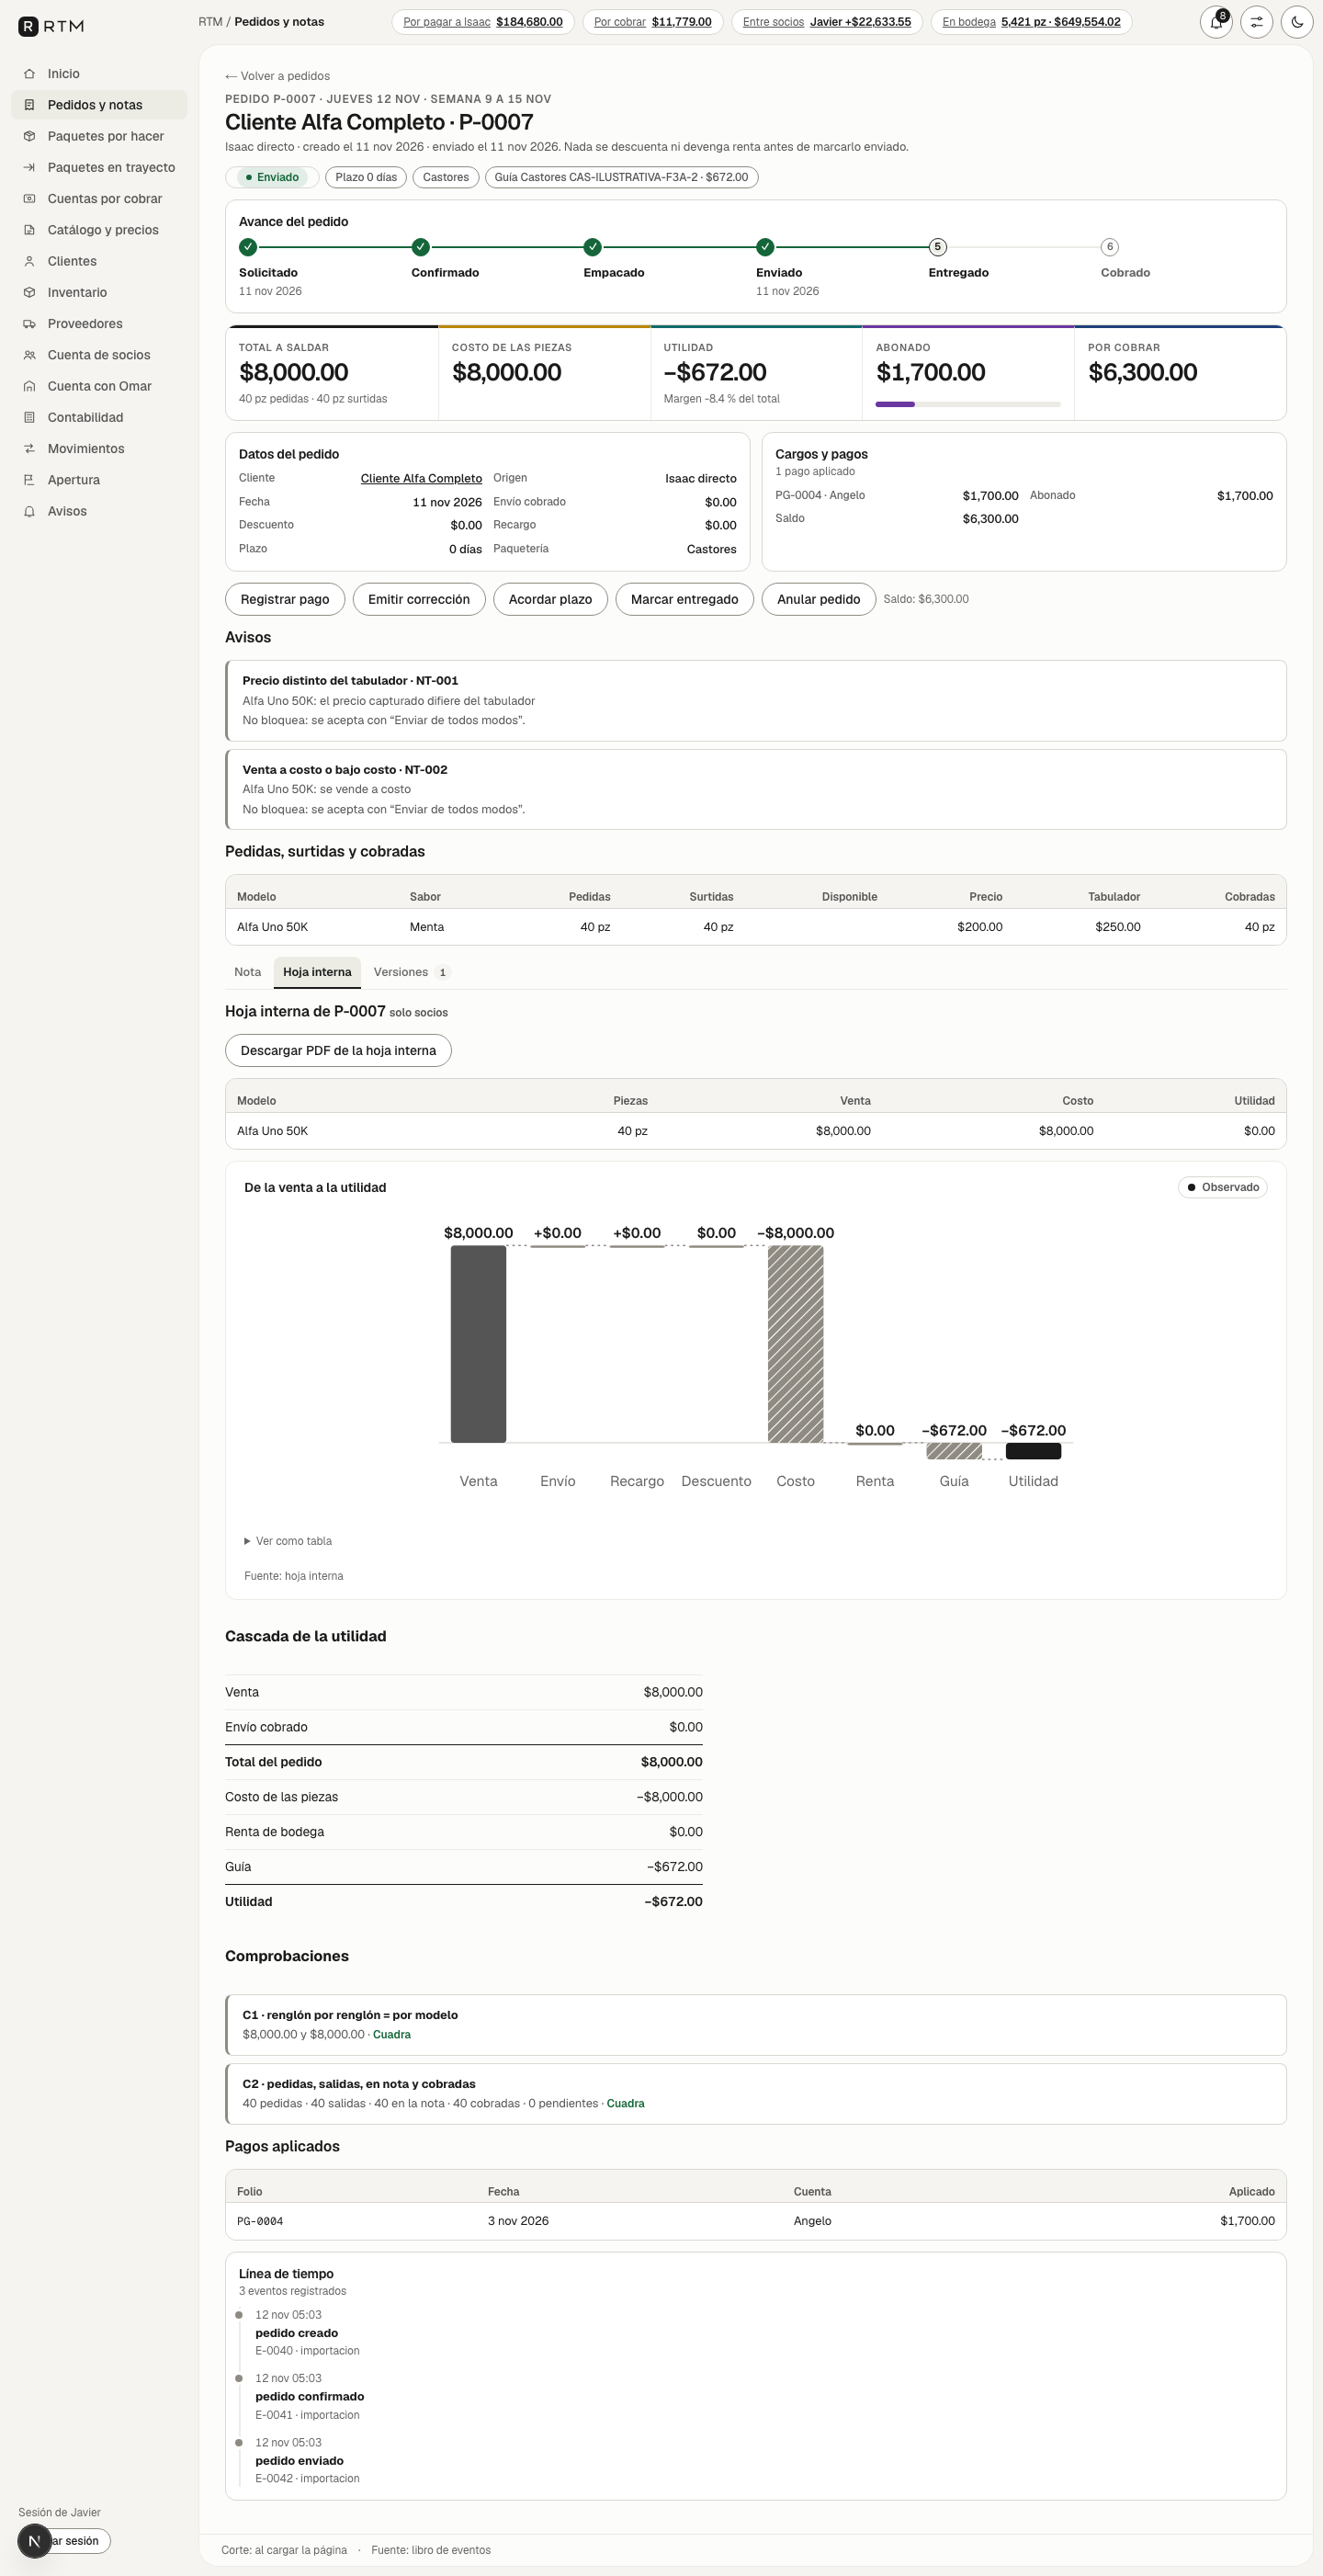 R RTM
RTM / Pedidos y notas
Por pagar a Isaac $184,680.00
Por cobrar $11,779.00
Entre socios Javier +$22,633.55
En bodega 5,421 pz · $649,554.02
8
Inicio
Pedidos y notas
Paquetes por hacer
Paquetes en trayecto
Cuentas por cobrar
Catálogo y precios
Clientes
Inventario
Proveedores
Cuenta de socios
Cuenta con Omar
Contabilidad
Movimientos
Apertura
Avisos
← Volver a pedidos
PEDIDO P-0007 · JUEVES 12 NOV · SEMANA 9 A 15 NOV
Cliente Alfa Completo · P-0007
Isaac directo · creado el 11 nov 2026 · enviado el 11 nov 2026. Nada se descuenta ni devenga renta antes de marcarlo enviado.
Enviado
Plazo 0 días
Castores
Guía Castores CAS-ILUSTRATIVA-F3A-2 · $672.00
Avance del pedido
5 6
Solicitado Confirmado Empacado Enviado Entregado Cobrado
11 nov 2026 11 nov 2026
TOTAL A SALDAR COSTO DE LAS PIEZAS UTILIDAD ABONADO POR COBRAR
$8,000.00 $8,000.00 −$672.00 $1,700.00 $6,300.00
40 pz pedidas · 40 pz surtidas Margen -8.4 % del total
Datos del pedido
Cliente Cliente Alfa Completo Origen Isaac directo
Fecha 11 nov 2026 Envío cobrado $0.00
Descuento $0.00 Recargo $0.00
Plazo 0 días Paquetería Castores
Cargos y pagos
1 pago aplicado
PG-0004 · Angelo $1,700.00 Abonado $1,700.00
Saldo $6,300.00
Registrar pago Emitir corrección Acordar plazo Marcar entregado Anular pedido Saldo: $6,300.00
Avisos
Precio distinto del tabulador · NT-001
Alfa Uno 50K: el precio capturado difiere del tabulador
No bloquea: se acepta con “Enviar de todos modos”.
Venta a costo o bajo costo · NT-002
Alfa Uno 50K: se vende a costo
No bloquea: se acepta con “Enviar de todos modos”.
Pedidas, surtidas y cobradas
Modelo Sabor Pedidas Surtidas Disponible Precio Tabulador Cobradas
Alfa Uno 50K Menta 40 pz 40 pz $200.00 $250.00 40 pz
Nota Hoja interna Versiones 1
Hoja interna de P-0007 solo socios
Descargar PDF de la hoja interna
Modelo Piezas Venta Costo Utilidad
Alfa Uno 50K 40 pz $8,000.00 $8,000.00 $0.00
De la venta a la utilidad
Observado
$8,000.00 +$0.00 +$0.00 $0.00 −$8,000.00
$0.00 −$672.00 −$672.00
Venta Envío Recargo Descuento Costo Renta Guía Utilidad
▶ Ver como tabla
Fuente: hoja interna
Cascada de la utilidad
Venta $8,000.00
Envío cobrado $0.00
Total del pedido $8,000.00
Costo de las piezas −$8,000.00
Renta de bodega $0.00
Guía −$672.00
Utilidad −$672.00
Comprobaciones
C1 · renglón por renglón = por modelo
$8,000.00 y $8,000.00 · Cuadra
C2 · pedidas, salidas, en nota y cobradas
40 pedidas · 40 salidas · 40 en la nota · 40 cobradas · 0 pendientes · Cuadra
Pagos aplicados
Folio Fecha Cuenta Aplicado
PG-0004 3 nov 2026 Angelo $1,700.00
Línea de tiempo
3 eventos registrados
12 nov 05:03
pedido creado
E-0040 · importacion
12 nov 05:03
pedido confirmado
E-0041 · importacion
12 nov 05:03
pedido enviado
E-0042 · importacion
Sesión de Javier
N ar sesión
Corte: al cargar la página · Fuente: libro de eventos